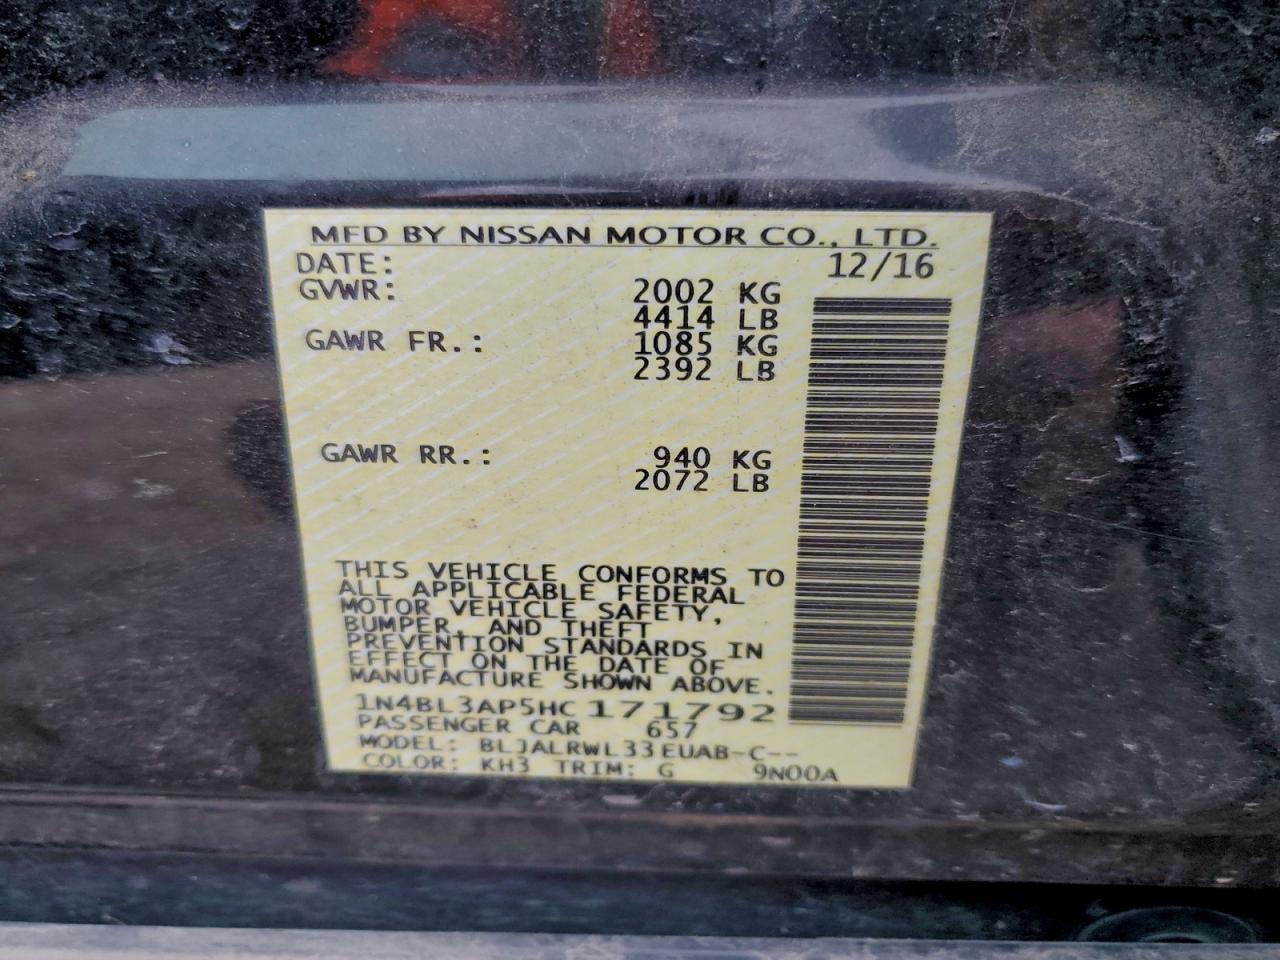 MFD BY NISSAN MOTOR CO., LTD.
DATE: 12/16
GVWR: 2002 KG
4414 LB
GAWR FR.: 1085 KG
2392 LB
GAWR RR.: 940 KG
2072 LB
THIS VEHICLE CONFORMS TO
ALL APPLICABLE FEDERAL
MOTOR VEHICLE SAFETY,
BUMPER, AND THEFT
PREVENTION STANDARDS IN
EFFECT ON THE DATE OF
MANUFACTURE SHOWN ABOVE.
1N4BL3AP5HC171792
PASSENGER CAR 657
MODEL: BLJALRWL33EUAB-C--
COLOR: KH3 TRIM: G 9N00A